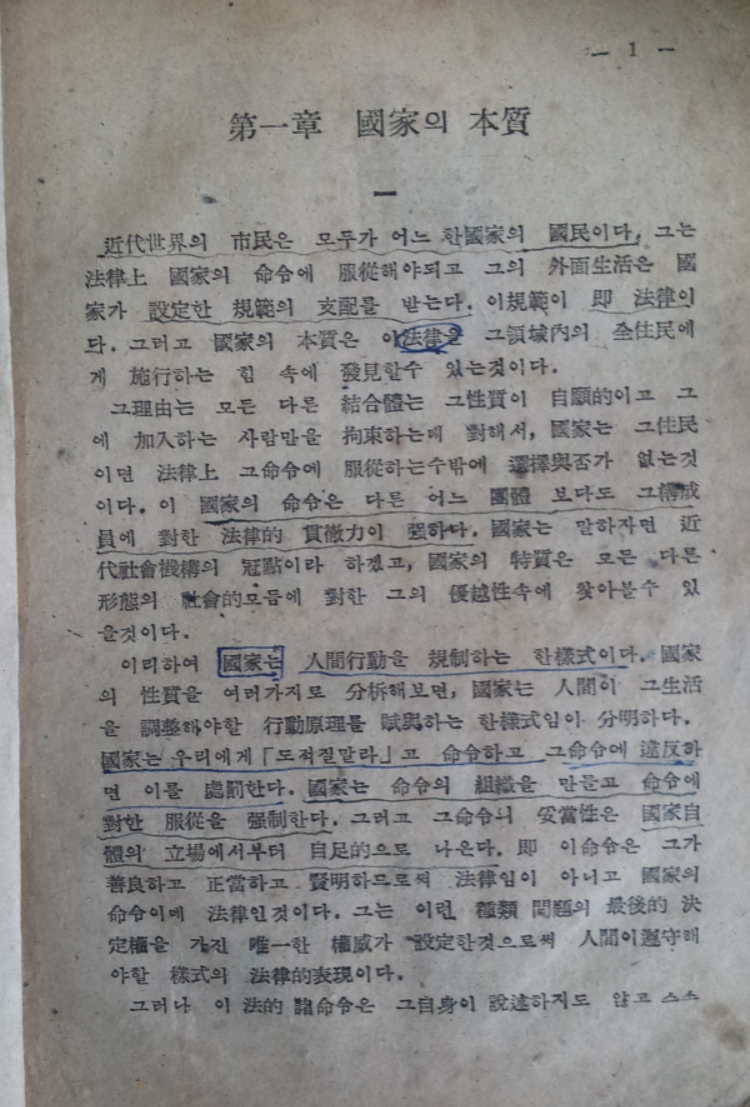 — 1 —
第一章 國家의 本質
一
近代世界의 市民은 모두가 어느 한國家의 國民이다. 그는
法律上 國家의 命令에 服從해야되고 그의 外面生活은 國
家가 設定한 規範의 支配를 받는다. 이規範이 即 法律이
다. 그리고 國家의 本質은 이法律을 그領域內의 全住民에
게 施行하는 힘 속에 發見할수 있는것이다.
그理由는 모든 다른 結合體는 그性質이 自願的이고 그
에 加入하는 사람만을 拘束하는데 對해서, 國家는 그住民
이면 法律上 그命令에 服從하는수밖에 選擇與否가 없는것
이다. 이 國家의 命令은 다른 어느 團體 보다도 그構成
員에 對한 法律的 貫徹力이 强하다. 國家는 말하자면 近
代社會機構의 冠點이라 하겠고, 國家의 特質은 모든 다른
形態의 社會的모듬에 對한 그의 優越性속에 찾아볼수 있
을것이다.
이리하여 國家는 人間行動을 規制하는 한樣式이다. 國家
의 性質을 여러가지로 分析해보면, 國家는 人間이 그生活
을 調整해야할 行動原理를 賦與하는 한樣式임이 分明하다.
國家는 우리에게 「도적질말라」고 命令하고 그命令에 違反하
면 이를 處罰한다. 國家는 命令의 組織을 만들고 命令에
對한 服從을 强制한다. 그리고 그命令의 妥當性은 國家自
體의 立場에서부터 自足的으로 나온다. 即 이命令은 그가
善良하고 正當하고 賢明하므로써 法律임이 아니고 國家의
命令이매 法律인것이다. 그는 이런 種類 問題의 最後的 決
定權을 가진 唯一한 權威가 設定한것으로써 人間이遵守해
야할 樣式의 法律的表現이다.
그러나 이 法的 諸命令은 그自身이 說述하지도 않고 스스